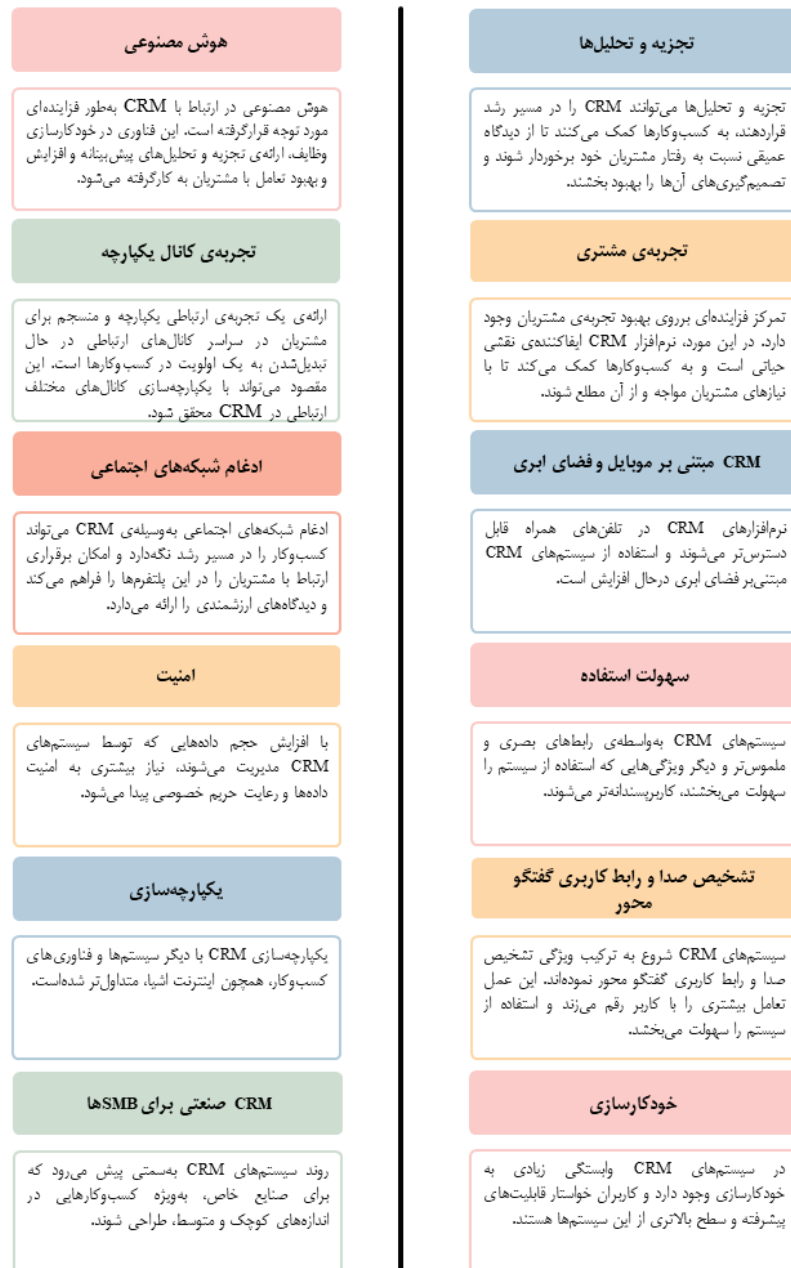 تجزیه و تحلیل‌ها
تجزیه و تحلیل‌ها می‌توانند CRM را در مسیر رشد
قراردهند، به کسب‌وکارها کمک می‌کنند تا از دیدگاه
عمیقی نسبت به رفتار مشتریان خود برخوردار شوند و
تصمیم‌گیری‌های آن‌ها را بهبود بخشند.
تجربه‌ی مشتری
تمرکز فزاینده‌ای برروی بهبود تجربه‌ی مشتریان وجود
دارد. در این مورد، نرم‌افزار CRM ایفاکننده‌ی نقشی
حیاتی است و به کسب‌وکارها کمک می‌کند تا با
نیازهای مشتریان مواجه و از آن مطلع شوند.
CRM مبتنی بر موبایل و فضای ابری
نرم‌افزارهای CRM در تلفن‌های همراه قابل
دسترس‌تر می‌شوند و استفاده از سیستم‌های CRM
مبتنی‌بر فضای ابری درحال افزایش است.
سهولت استفاده
سیستم‌های CRM به‌واسطه‌ی رابط‌های بصری و
ملموس‌تر و دیگر ویژگی‌هایی که استفاده از سیستم را
سهولت می‌بخشند، کاربرپسندانه‌تر می‌شوند.
تشخیص صدا و رابط کاربری گفتگو
محور
سیستم‌های CRM شروع به ترکیب ویژگی تشخیص
صدا و رابط کاربری گفتگو محور نموده‌اند. این عمل
تعامل بیشتری را با کاربر رقم می‌زند و استفاده از
سیستم را سهولت می‌بخشد.
خودکارسازی
در سیستم‌های CRM وابستگی زیادی به
خودکارسازی وجود دارد و کاربران خواستار قابلیت‌های
پیشرفته و سطح بالاتری از این سیستم‌ها هستند.
هوش مصنوعی
هوش مصنوعی در ارتباط با CRM به‌طور فزاینده‌ای
مورد توجه قرارگرفته است. این فناوری در خودکارسازی
وظایف، ارائه‌ی تجزیه و تحلیل‌های پیش‌بینانه و افزایش
و بهبود تعامل با مشتریان به کارگرفته می‌شود.
تجربه‌ی کانال یکپارچه
ارائه‌ی یک تجربه‌ی ارتباطی یکپارچه و منسجم برای
مشتریان در سراسر کانال‌های ارتباطی در حال
تبدیل‌شدن به یک اولویت در کسب‌وکارها است. این
مقصود می‌تواند با یکپارچه‌سازی کانال‌های مختلف
ارتباطی در CRM محقق شود.
ادغام شبکه‌های اجتماعی
ادغام شبکه‌های اجتماعی به‌وسیله‌ی CRM می‌تواند
کسب‌وکار را در مسیر رشد نگه‌دارد و امکان برقراری
ارتباط با مشتریان را در این پلتفرم‌ها را فراهم می‌کند
و دیدگاه‌های ارزشمندی را ارائه می‌دارد.
امنیت
با افزایش حجم داده‌هایی که توسط سیستم‌های
CRM مدیریت می‌شوند، نیاز بیشتری به امنیت
داده‌ها و رعایت حریم خصوصی پیدا می‌شود.
یکپارچه‌سازی
یکپارچه‌سازی CRM با دیگر سیستم‌ها و فناوری‌های
کسب‌وکار، همچون اینترنت اشیا، متداول‌تر شده‌است.
CRM صنعتی برای SMBها
روند سیستم‌های CRM به‌سمتی پیش می‌رود که
برای صنایع خاص، به‌ویژه کسب‌وکارهایی در
اندازه‌های کوچک و متوسط، طراحی شوند.